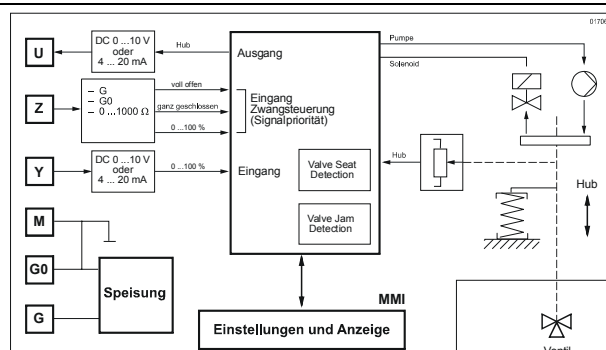 01706
U
DC 0 ...10 V
oder
4 ... 20 mA
Hub
Ausgang
Pumpe
Solenoid
Z
– G
– G0
– 0 ...1000 Ω
voll offen
ganz geschlossen
0 ...100 %
Eingang
Zwangsteuerung
(Signalpriorität)
Y
DC 0 ...10 V
oder
4 ... 20 mA
0 ...100 %
Eingang
Valve Seat
Detection
Valve Jam
Detection
Hub
Hub
M
G0
G
Speisung
MMI
Einstellungen und Anzeige
Ventil